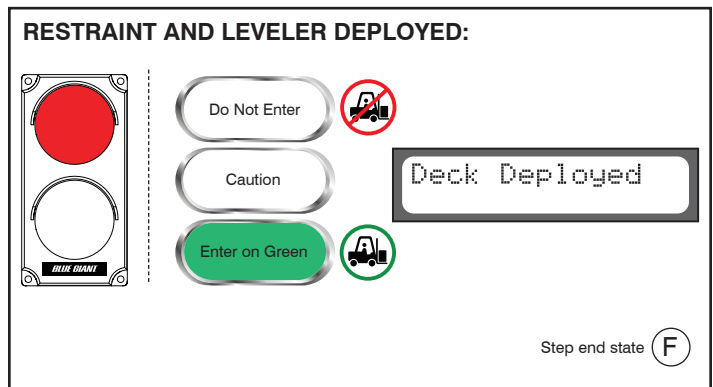 RESTRAINT AND LEVELER DEPLOYED:
Do Not Enter
Caution
Deck Deployed
Enter on Green
BLUE GIANT
Step end state F